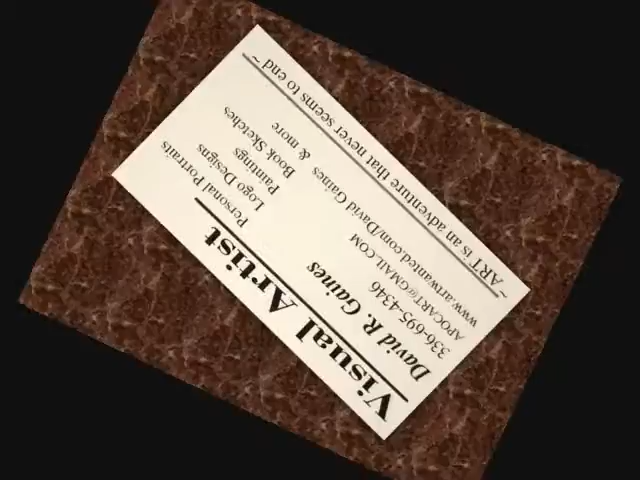 Visual Artist
David R. Gaines
336-695-4346
APOCART@GMAIL.COM
www.artwanted.com/David Gaines
Personal Portraits
Logo Designs
Paintings
Book Sketches
& more
~ART is an adventure that never seems to end~